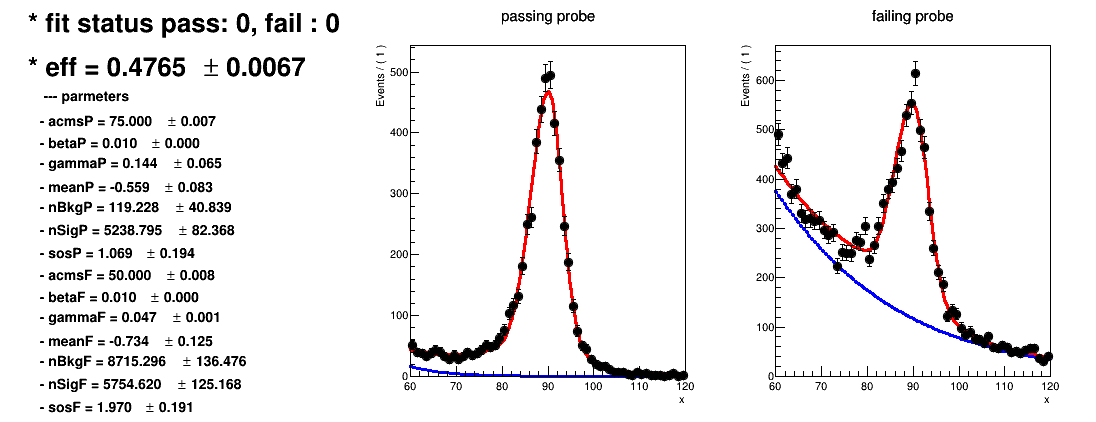 * fit status pass: 0, fail : 0
* eff = 0.4765 ± 0.0067
--- parmeters
- acmsP = 75.000 ± 0.007
- betaP = 0.010 ± 0.000
- gammaP = 0.144 ± 0.065
- meanP = -0.559 ± 0.083
- nBkgP = 119.228 ± 40.839
- nSigP = 5238.795 ± 82.368
- sosP = 1.069 ± 0.194
- acmsF = 50.000 ± 0.008
- betaF = 0.010 ± 0.000
- gammaF = 0.047 ± 0.001
- meanF = -0.734 ± 0.125
- nBkgF = 8715.296 ± 136.476
- nSigF = 5754.620 ± 125.168
- sosF = 1.970 ± 0.191
passing probe
Events / ( 1 )
500
400
300
200
100
0
60 70 80 90 100 110 120
x
failing probe
Events / ( 1 )
600
500
400
300
200
100
0
60 70 80 90 100 110 120
x